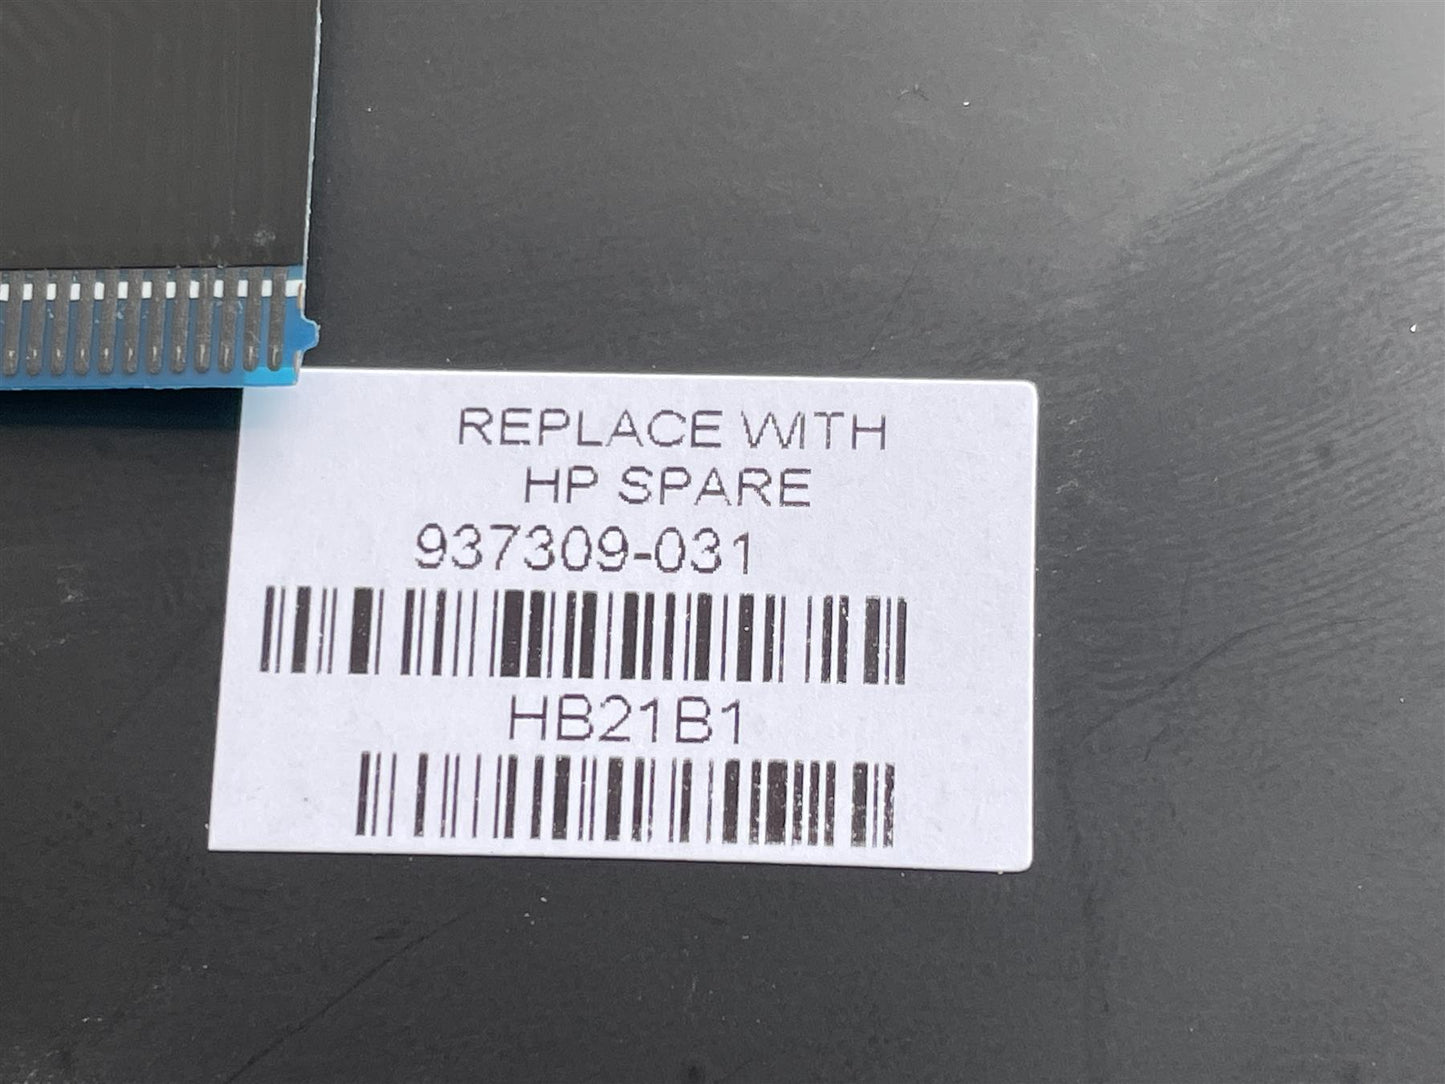 REPLACE WITH
HP SPARE
937309-031
HB21B1